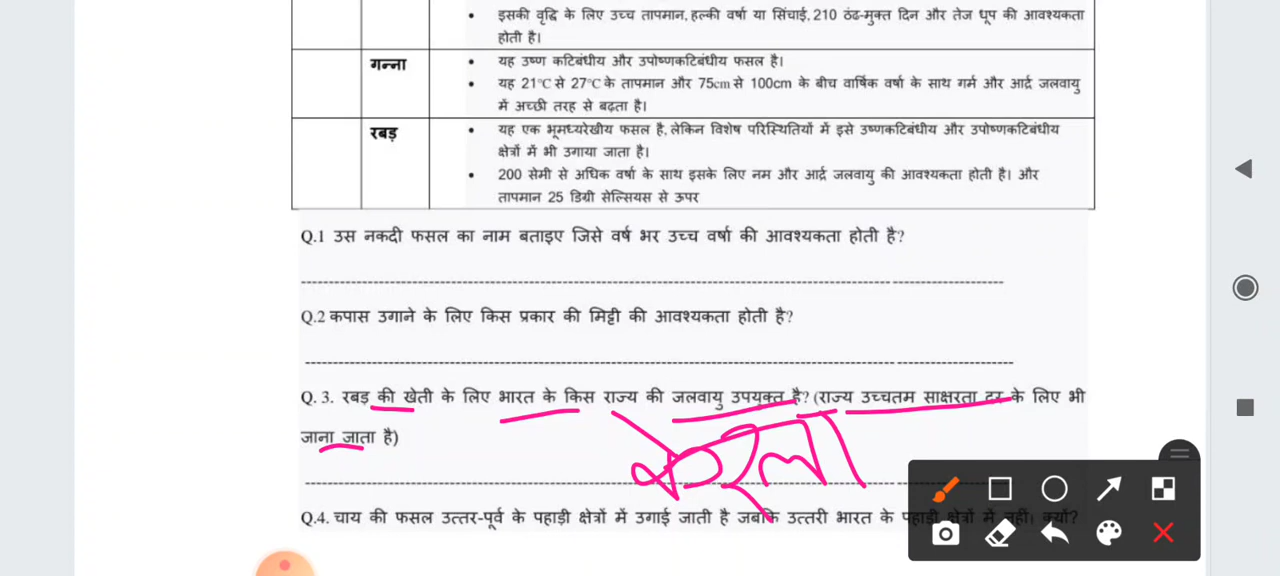 इसकी वृद्धि के लिए उच्च तापमान, हल्की वर्षा या सिंचाई, 210 ठंढ-मुक्त दिन और तेज धूप की आवश्यकता
होती है।
गन्ना
यह उष्ण कटिबंधीय और उपोष्णकटिबंधीय फसल है।
यह 21°C से 27°C के तापमान और 75cm से 100cm के बीच वार्षिक वर्षा के साथ गर्म और आर्द्र जलवायु
में अच्छी तरह से बढ़ता है।
रबड़
यह एक भूमध्यरेखीय फसल है, लेकिन विशेष परिस्थितियों में इसे उष्णकटिबंधीय और उपोष्णकटिबंधीय
क्षेत्रों में भी उगाया जाता है।
200 सेमी से अधिक वर्षा के साथ इसके लिए नम और आर्द्र जलवायु की आवश्यकता होती है। और
तापमान 25 डिग्री सेल्सियस से ऊपर
Q.1 उस नकदी फसल का नाम बताइए जिसे वर्ष भर उच्च वर्षा की आवश्यकता होती है?
Q.2 कपास उगाने के लिए किस प्रकार की मिट्टी की आवश्यकता होती है?
Q. 3. रबड़ की खेती के लिए भारत के किस राज्य की जलवायु उपयुक्त है? (राज्य उच्चतम साक्षरता दर के लिए भी
जाना जाता है)
केरला
Q.4. चाय की फसल उत्तर-पूर्व के पहाड़ी क्षेत्रों में उगाई जाती है जबकि उत्तरी भारत के पहाड़ी क्षेत्रों में नहीं। क्यों?